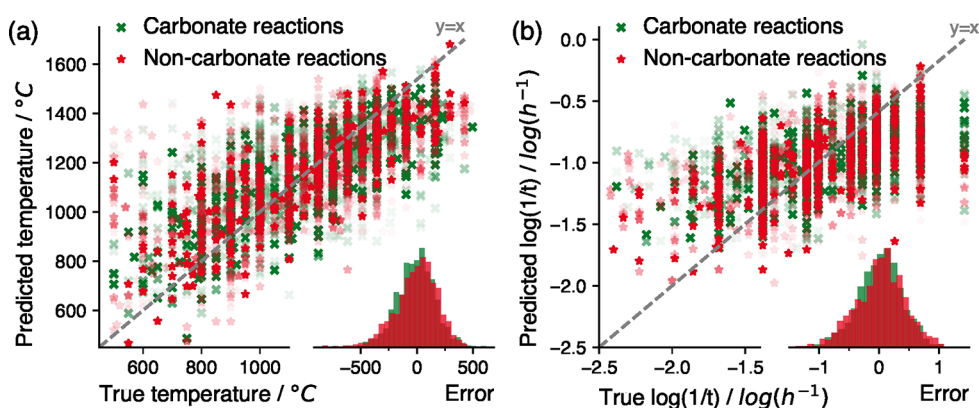 (a)
Carbonate reactions
Non-carbonate reactions
y=x
1600
1400
1200
1000
800
600
Predicted temperature / °C
600 800 1000
True temperature / °C
−500 0 500
Error
(b)
Carbonate reactions
Non-carbonate reactions
y=x
0.0
−0.5
−1.0
−1.5
−2.0
−2.5
Predicted log(1/t) / log(h⁻¹)
−2.5 −2.0 −1.5
True log(1/t) / log(h⁻¹)
−1 0 1
Error